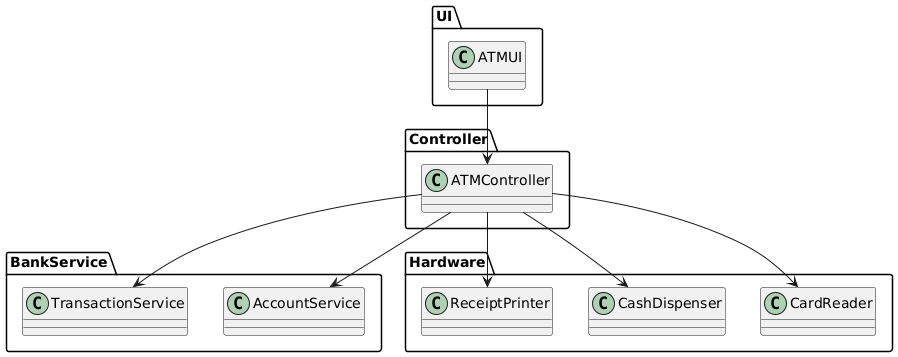 UI
C ATMUI
Controller
C ATMController
BankService
Hardware
C TransactionService
C AccountService
C ReceiptPrinter
C CashDispenser
C CardReader